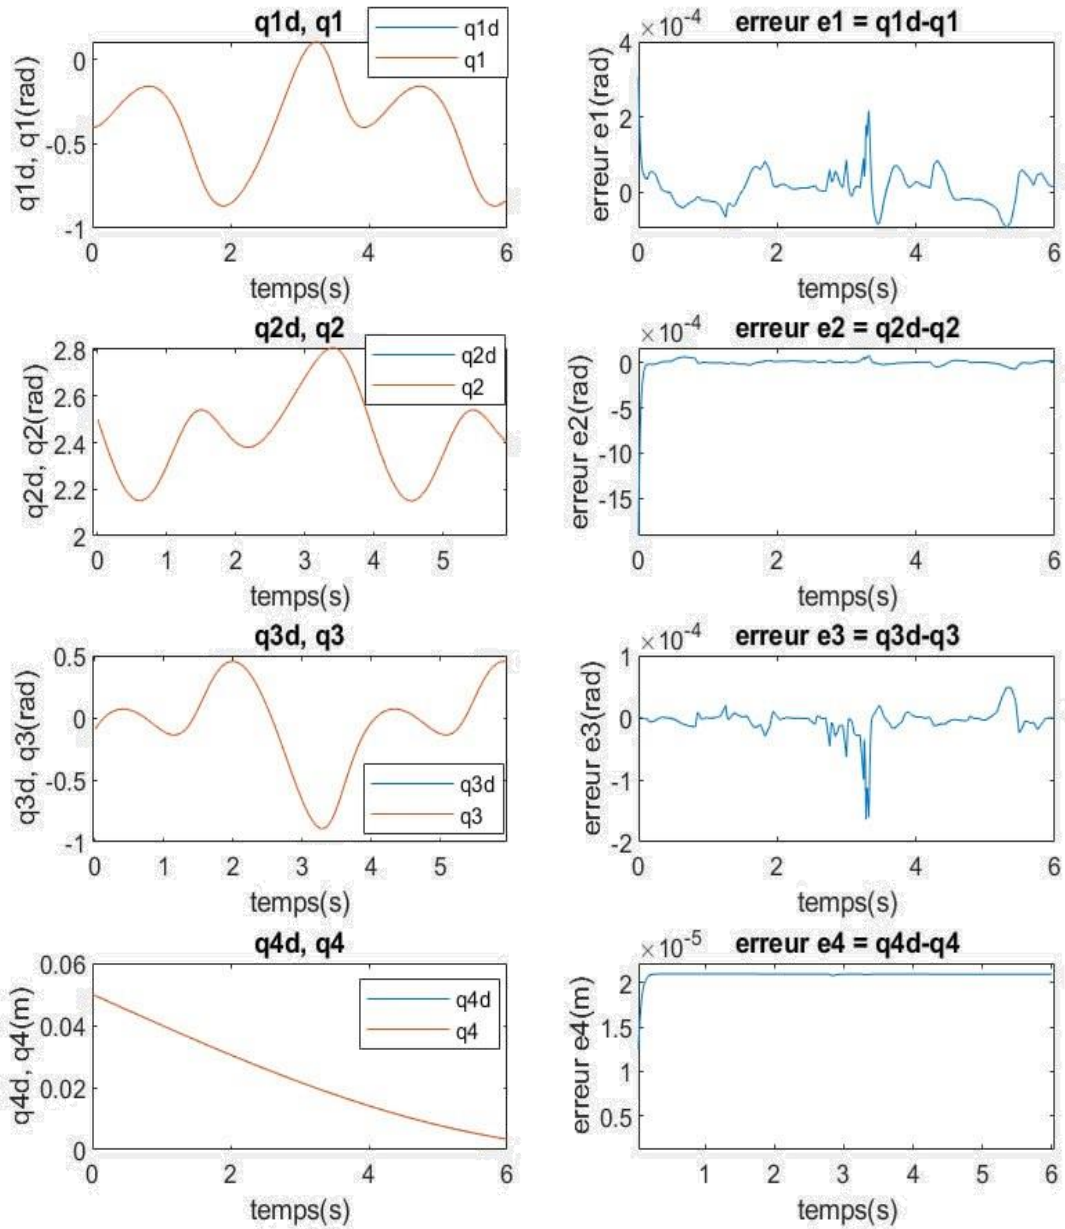 q1d, q1
q1d
q1
q1d, q1(rad)
0
-0.5
-1
0 2 4 6
temps(s)
×10⁻⁴ erreur e1 = q1d-q1
erreur e1(rad)
4
2
0
0 2 4 6
temps(s)
q2d, q2
q2d
q2
q2d, q2(rad)
2.8
2.6
2.4
2.2
2
0 1 2 3 4 5
temps(s)
×10⁻⁴ erreur e2 = q2d-q2
erreur e2(rad)
0
-5
-10
-15
0 2 4 6
temps(s)
q3d, q3
q3d, q3(rad)
0.5
0
-0.5
-1
q3d
q3
0 1 2 3 4 5
temps(s)
×10⁻⁴ erreur e3 = q3d-q3
erreur e3(rad)
1
0
-1
-2
0 2 4 6
temps(s)
q4d, q4
q4d
q4
q4d, q4(m)
0.06
0.04
0.02
0
0 2 4 6
temps(s)
×10⁻⁵ erreur e4 = q4d-q4
erreur e4(m)
2
1.5
1
0.5
1 2 3 4 5 6
temps(s)